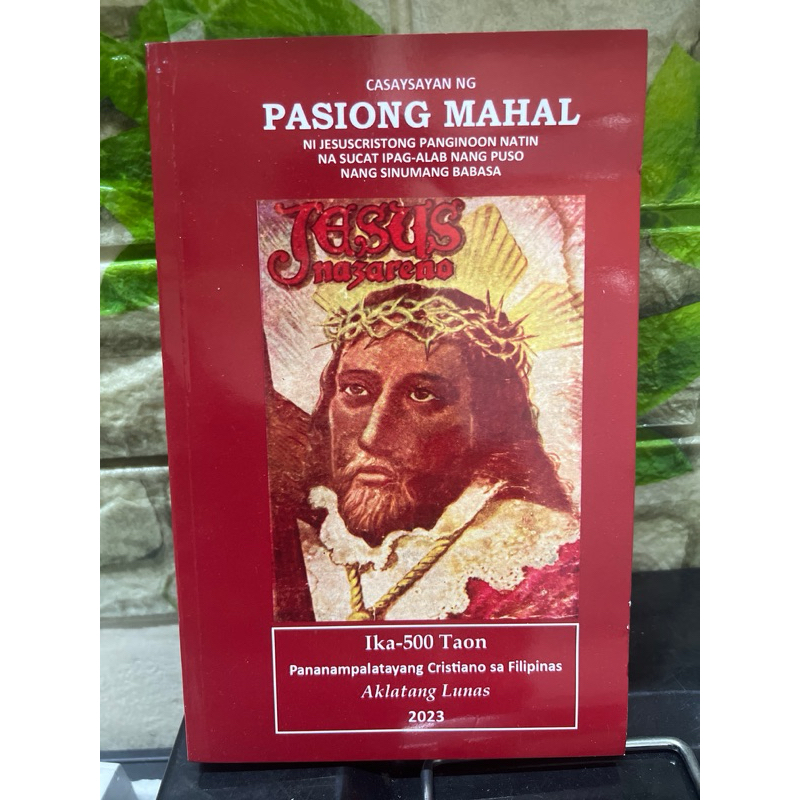 CASAYSAYAN NG
PASIONG MAHAL
NI JESUSCRISTONG PANGINOON NATIN
NA SUCAT IPAG-ALAB NANG PUSO
NANG SINUMANG BABASA
JESUS
nazareno
Ika-500 Taon
Pananampalatayang Cristiano sa Filipinas
Aklatang Lunas
2023